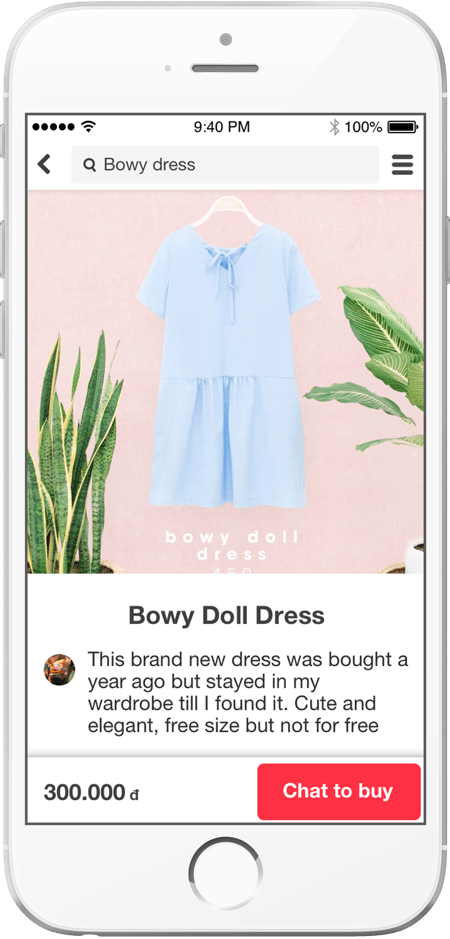 9:40 PM
100%
Bowy dress
bowy doll
dress
450
Bowy Doll Dress
This brand new dress was bought a
year ago but stayed in my
wardrobe till I found it. Cute and
elegant, free size but not for free
300.000 đ
Chat to buy